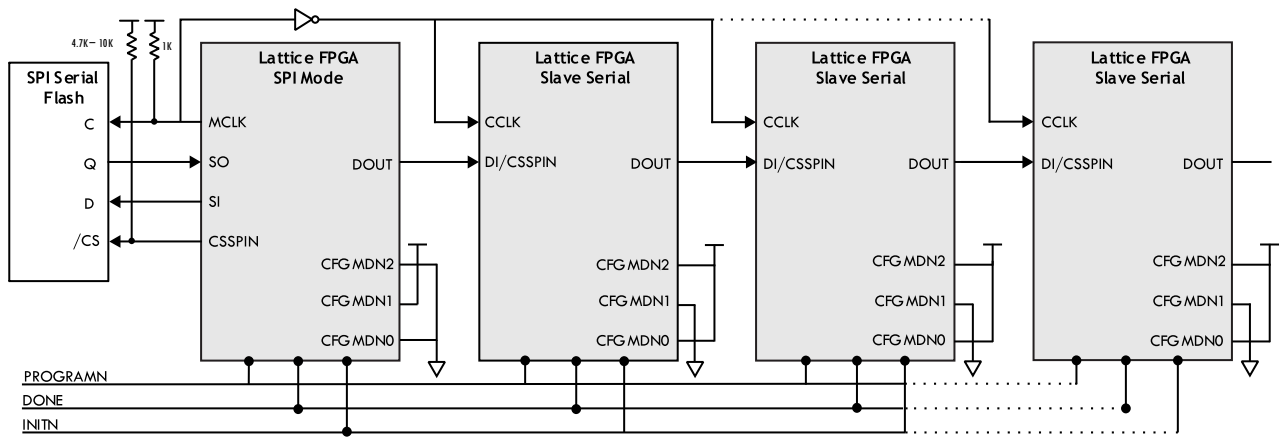 4.7K– 10K
1K
SPI Serial
Flash
C
Q
D
/CS
Lattice FPGA
SPI Mode
MCLK
SO
SI
CSSPIN
DOUT
CFGMDN2
CFGMDN1
CFGMDN0
Lattice FPGA
Slave Serial
CCLK
DI/CSSPIN
DOUT
CFGMDN2
CFGMDN1
CFGMDN0
Lattice FPGA
Slave Serial
CCLK
DI/CSSPIN
DOUT
CFGMDN2
CFGMDN1
CFGMDN0
Lattice FPGA
Slave Serial
CCLK
DI/CSSPIN
DOUT
CFGMDN2
CFGMDN1
CFGMDN0
PROGRAMN
DONE
INITN